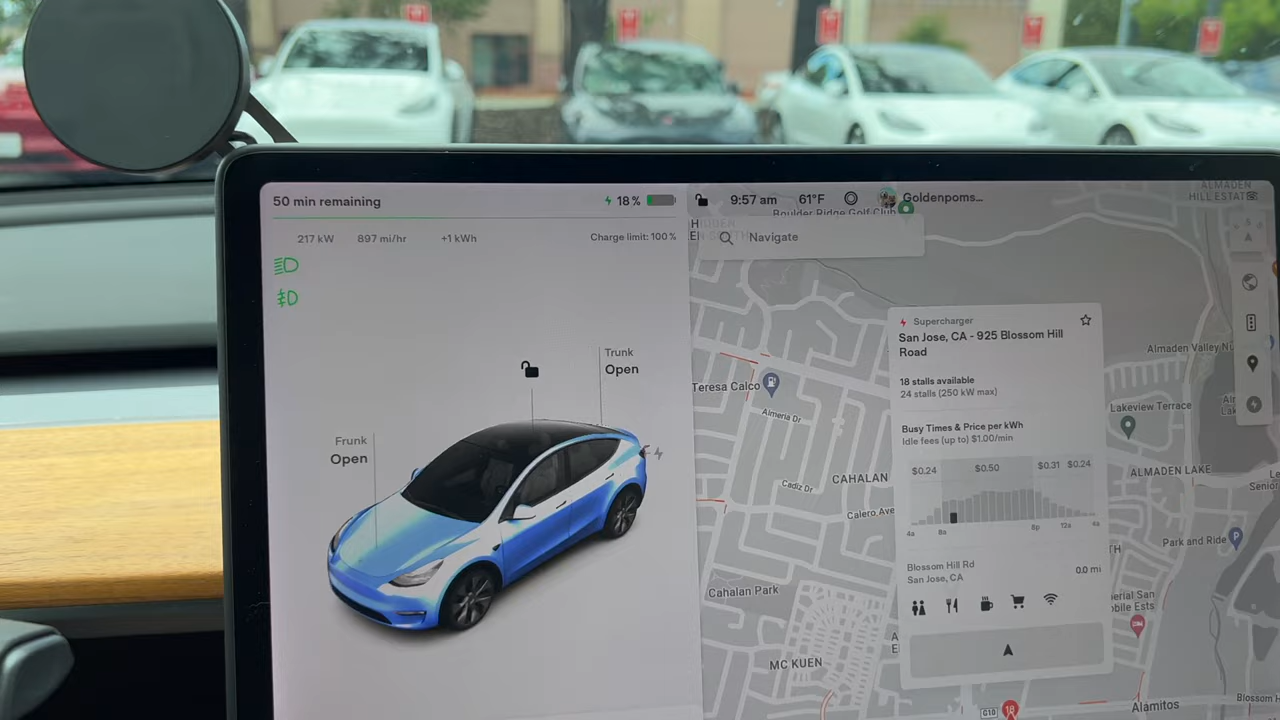 50 min remaining
18 %
217 kW
897 mi/hr
+1 kWh
Charge limit: 100 %
Trunk
Open
Frunk
Open
9:57 am
61°F
Goldenpoms...
Boulder Ridge Golf Club
Navigate
ALMADEN
HILL ESTAT
Supercharger
San Jose, CA - 925 Blossom Hill
Road
18 stalls available
24 stalls (250 kW max)
Busy Times & Price per kWh
Idle fees (up to) $1.00/min
$0.24
$0.50
$0.31
$0.24
4a
8a
8p
12a
4a
Blossom Hill Rd
San Jose, CA
0.0 mi
Teresa Calco
Almeria Dr
Cadiz Dr
CAHALAN
Calero Ave
Cahalan Park
MC KUEN
G10
18
Almaden Valley Nu
Lakeview Terrace
ALMADEN LAKE
Senior
Park and Ride
Alamitos
Blossom H